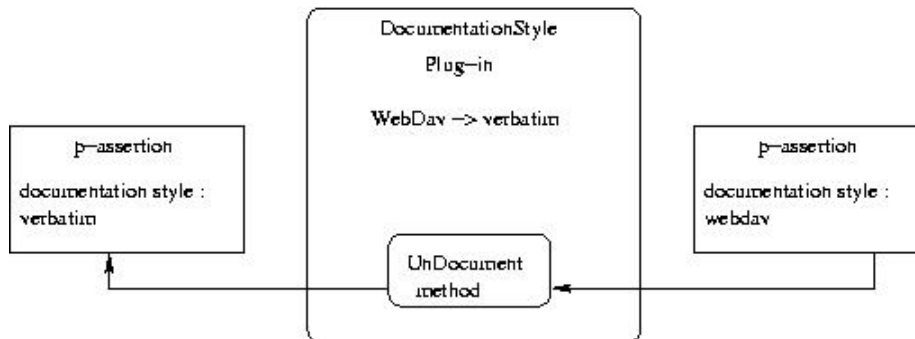 DocumentationStyle
Plug-in
WebDav -> verbatim
p-assertion
documentation style :
verbatim
p-assertion
documentation style :
webdav
UnDocument
method